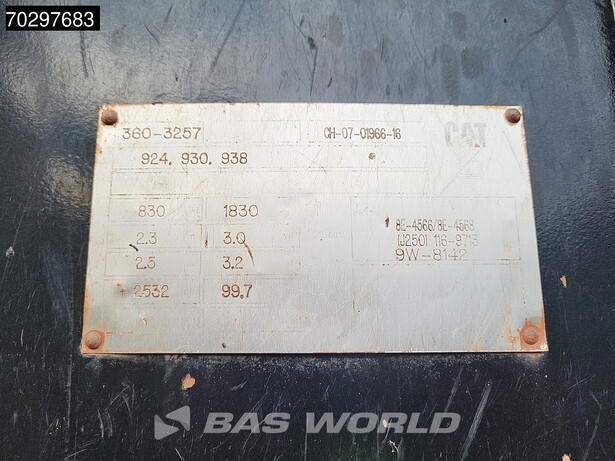 70297683
360-3257 CH-07-01966-16 CAT
924, 930, 938
830 1830
2.3 3.0
2.5 3.2
2532 99.7
8E-4566/8E-4568
(J250) 116-9713
9W-8142
BAS WORLD